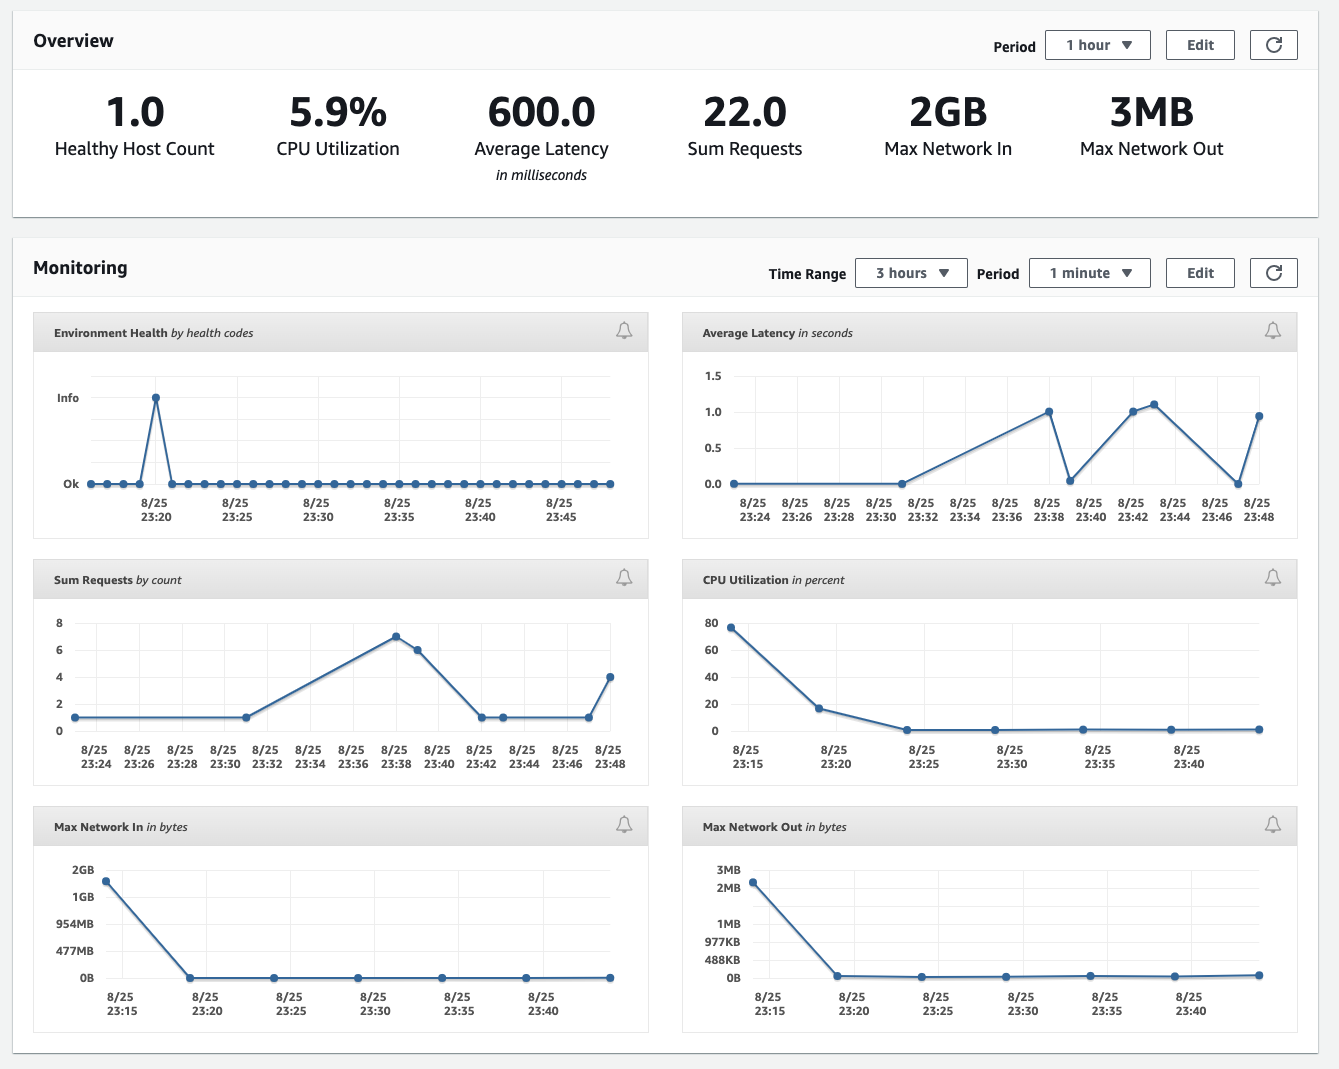 Overview
Period
1 hour
Edit
1.0
5.9%
600.0
22.0
2GB
3MB
Healthy Host Count
CPU Utilization
Average Latency
Sum Requests
Max Network In
Max Network Out
in milliseconds
Monitoring
Time Range
3 hours
Period
1 minute
Edit
Environment Health by health codes
Info
Ok
8/25 8/25 8/25 8/25 8/25 8/25
23:20 23:25 23:30 23:35 23:40 23:45
Average Latency in seconds
1.5
1.0
0.5
0.0
8/25 8/25 8/25 8/25 8/25 8/25 8/25 8/25 8/25 8/25 8/25 8/25 8/25
23:24 23:26 23:28 23:30 23:32 23:34 23:36 23:38 23:40 23:42 23:44 23:46 23:48
Sum Requests by count
8
6
4
2
0
8/25 8/25 8/25 8/25 8/25 8/25 8/25 8/25 8/25 8/25 8/25 8/25 8/25
23:24 23:26 23:28 23:30 23:32 23:34 23:36 23:38 23:40 23:42 23:44 23:46 23:48
CPU Utilization in percent
80
60
40
20
0
8/25 8/25 8/25 8/25 8/25 8/25
23:15 23:20 23:25 23:30 23:35 23:40
Max Network In in bytes
2GB
1GB
954MB
477MB
0B
8/25 8/25 8/25 8/25 8/25 8/25
23:15 23:20 23:25 23:30 23:35 23:40
Max Network Out in bytes
3MB
2MB
1MB
977KB
488KB
0B
8/25 8/25 8/25 8/25 8/25 8/25
23:15 23:20 23:25 23:30 23:35 23:40